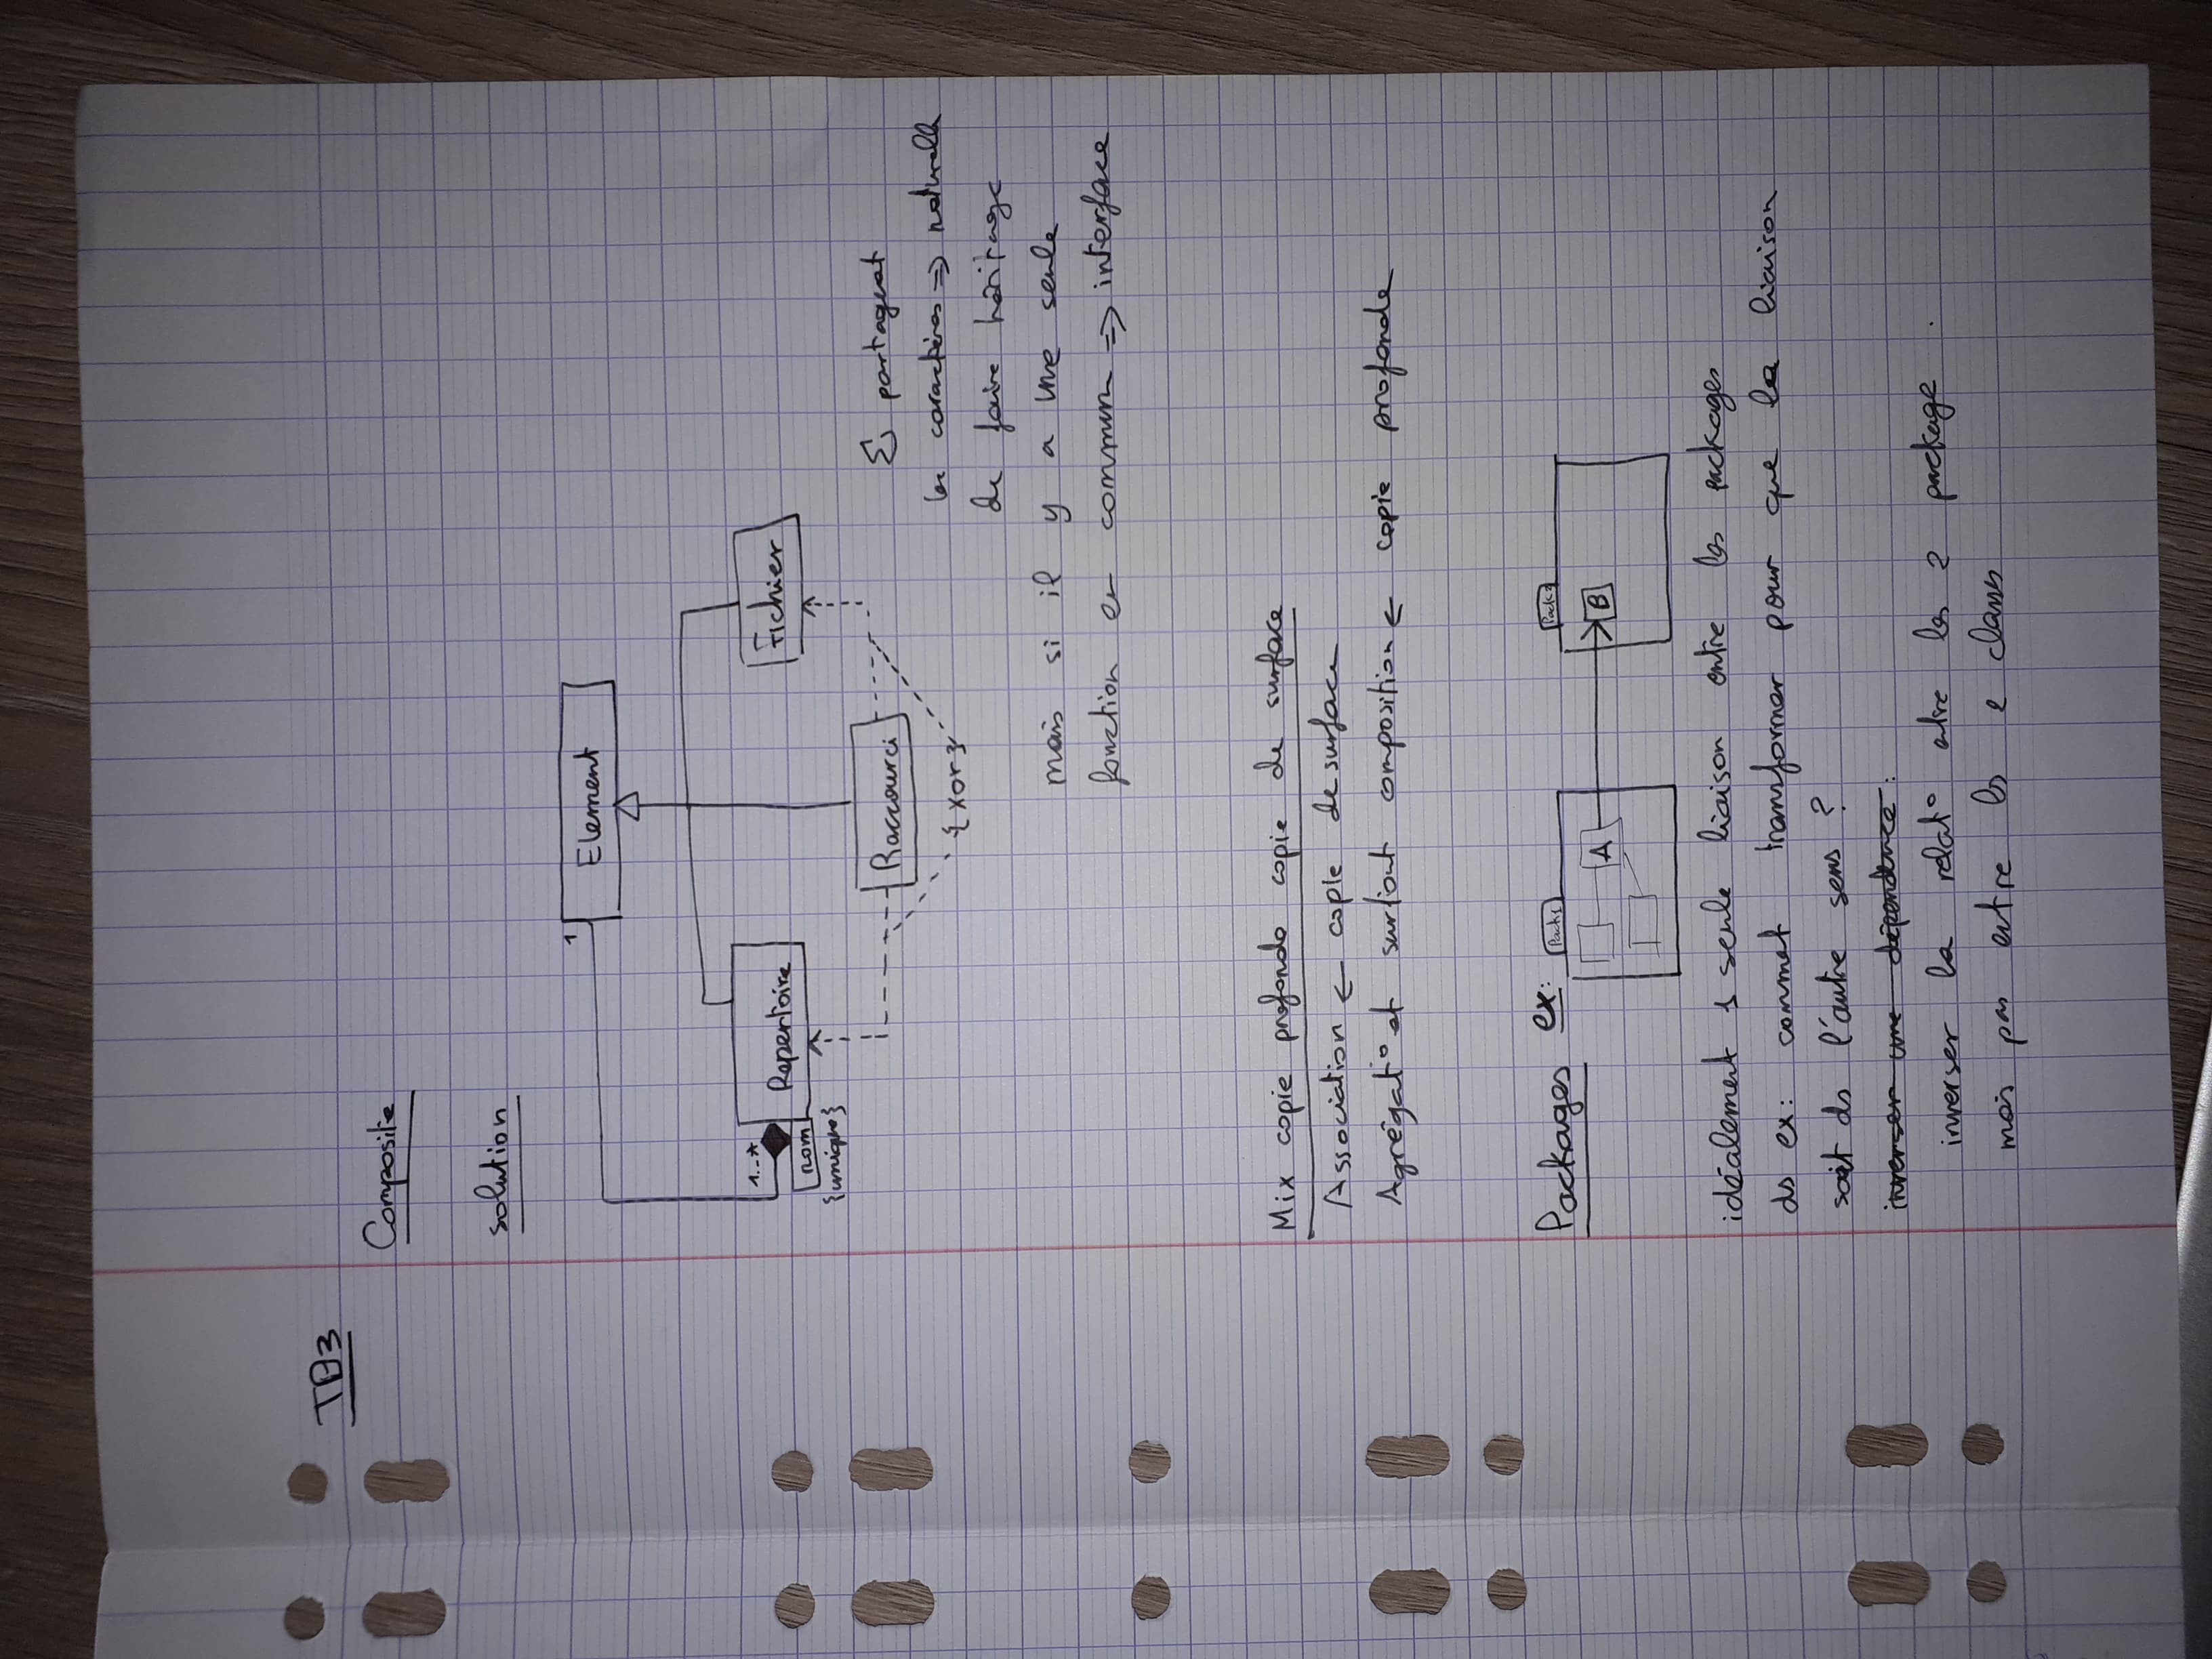 TD3
Composite
solution
Element
1
1..*
Repertoire
Fichier
nom
{unique}
Raccourci
{xor}
Σ partagent
les caractères => naturelle
de faire héritage
mais si il y a une seule
fonction en commun => interface
Mix copie profonde copie de surface
Association ← copie de surface
Agrégatio et surtout composition ← copie profonde
Packages ex:
Pack1
A
Pack2
B
idéalement 1 seule liaison entre les packages
ds ex: comment transformer pour que la liaison
soit ds l'autre sens ?
inverser une dépendance :
inverser la relatio entre les 2 package.
mais pas entre les 2 class